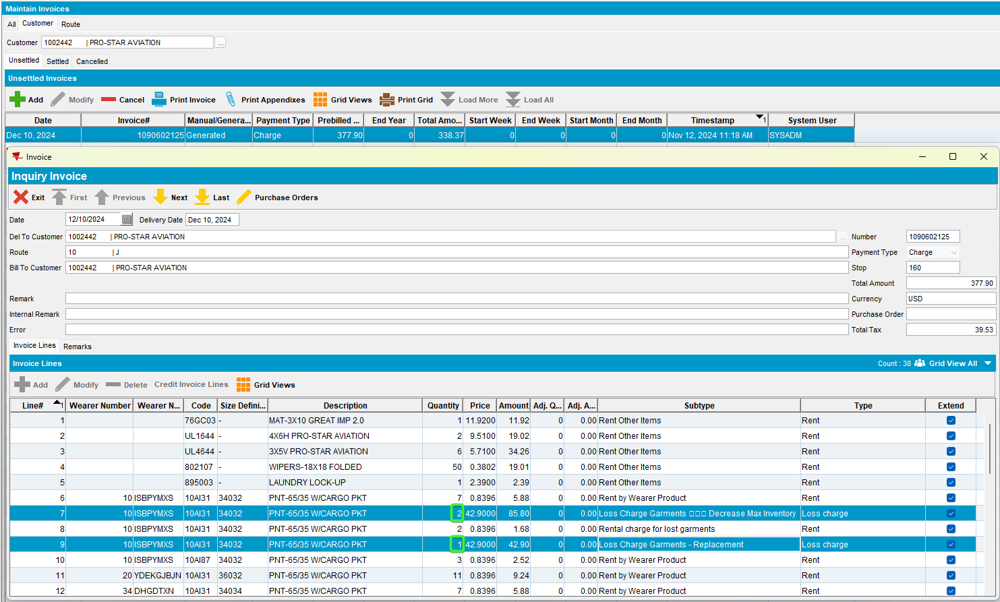 Maintain Invoices
All Customer Route
Customer 1002442 | PRO-STAR AVIATION ...
Unsettled Settled Cancelled
Unsettled Invoices
Add Modify Cancel Print Invoice Print Appendixes Grid Views Print Grid Load More Load All
Date Invoice# Manual/Genera... Payment Type Prebilled ... End Year Total Amo... Start Week End Week Start Month End Month Timestamp 1 System User
Dec 10, 2024 1090602125 Generated Charge 377.90 0 338.37 0 0 0 0 Nov 12, 2024 11:18 AM SYSADM
Invoice
Inquiry Invoice
Exit First Previous Next Last Purchase Orders
Date 12/10/2024 16 Delivery Date Dec 10, 2024
Del To Customer 1002442 | PRO-STAR AVIATION ... Number 1090602125
Route 10 | J Payment Type Charge
Bill To Customer 1002442 | PRO-STAR AVIATION Stop 160
Total Amount 377.90
Remark Currency USD
Internal Remark Purchase Order
Error Total Tax 39.53
Invoice Lines Remarks
Invoice Lines Count : 38 Grid View All
Add Modify Delete Credit Invoice Lines Grid Views
Line# 1 Wearer Number Wearer N... Code Size Defini... Description Quantity Price Amount Adj. Q... Adj. A... Subtype Type Extend
1 76GC03 - MAT-3X10 GREAT IMP 2.0 1 11.9200 11.92 0 0.00 Rent Other Items Rent
2 UL1644 - 4X6H PRO-STAR AVIATION 2 9.5100 19.02 0 0.00 Rent Other Items Rent
3 UL4644 - 3X5V PRO-STAR AVIATION 6 5.7100 34.26 0 0.00 Rent Other Items Rent
4 802107 - WIPERS-18X18 FOLDED 50 0.3802 19.01 0 0.00 Rent Other Items Rent
5 895003 - LAUNDRY LOCK-UP 1 2.3900 2.39 0 0.00 Rent Other Items Rent
6 10 ISBPYMXS 10AI31 34032 PNT-65/35 W/CARGO PKT 7 0.8396 5.88 0 0.00 Rent by Wearer Product Rent
7 10 ISBPYMXS 10AI31 34032 PNT-65/35 W/CARGO PKT 2 42.9000 85.80 0 0.00 Loss Charge Garments □□□ Decrease Max Inventory Loss charge
8 10 ISBPYMXS 10AI31 34032 PNT-65/35 W/CARGO PKT 2 0.8396 1.68 0 0.00 Rental charge for lost garments Rent
9 10 ISBPYMXS 10AI31 34032 PNT-65/35 W/CARGO PKT 1 42.9000 42.90 0 0.00 Loss Charge Garments - Replacement Loss charge
10 10 ISBPYMXS 10AI87 34032 PNT-65/35 W/CARGO PKT 3 0.8396 2.52 0 0.00 Rent by Wearer Product Rent
11 20 YDEKGJBJN 10AI31 36032 PNT-65/35 W/CARGO PKT 11 0.8396 9.24 0 0.00 Rent by Wearer Product Rent
12 34 DHGDTXN 10AI31 34034 PNT-65/35 W/CARGO PKT 7 0.8396 5.88 0 0.00 Rent by Wearer Product Rent